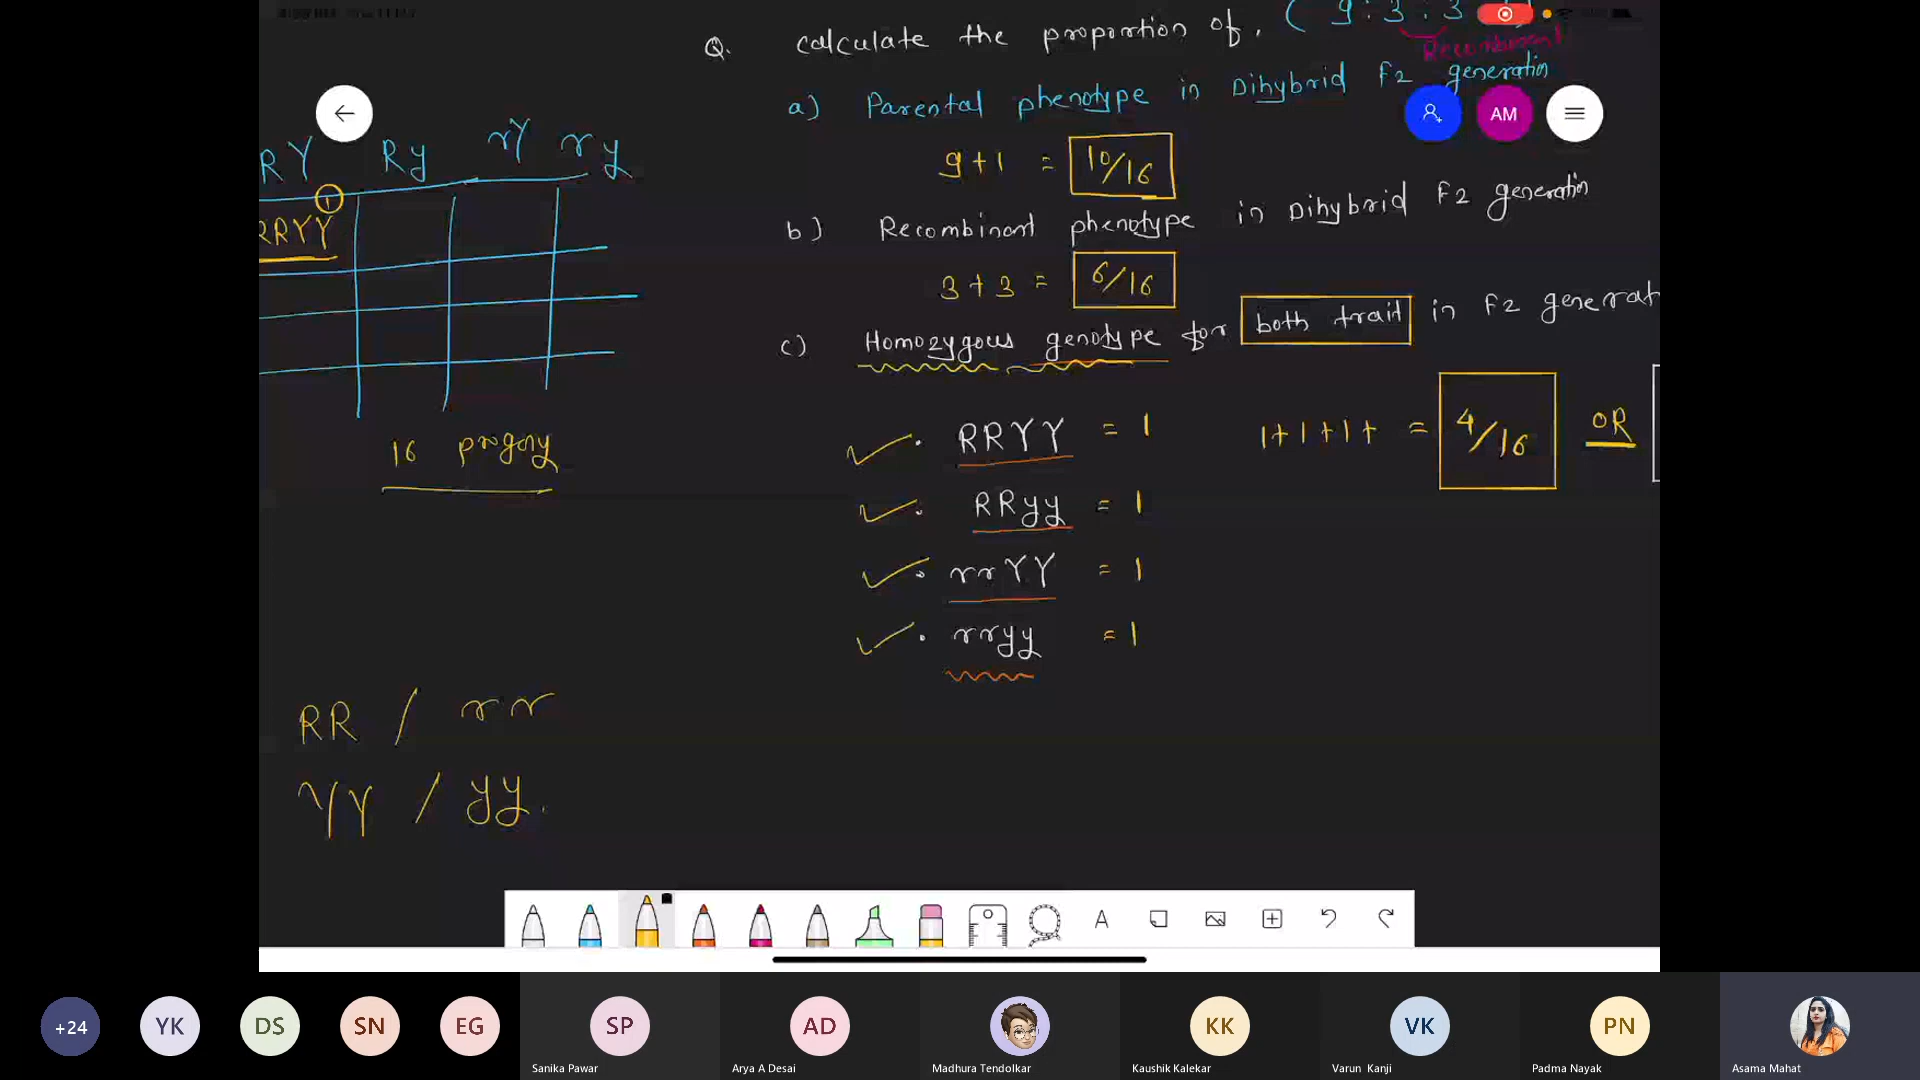 Q. calculate the proportion of. ( 9:3:3
Recombinant
a) Parental phenotype in Dihybrid F2 generation
9+1 = 10/16
b) Recombinant phenotype in Dihybrid F2 generation
3+3 = 6/16
c) Homozygous genotype for both trait in F2 generat
RRYY = 1
1+1+1+ = 4/16 OR
RRyy = 1
rrYY = 1
rryy = 1
RY Ry rY ry
1
RRYY
16 progeny
RR / rr
YY / yy
AM
A
+24
YK
DS
SN
EG
SP
AD
KK
VK
PN
Sanika Pawar
Arya A Desai
Madhura Tendolkar
Kaushik Kalekar
Varun Kanji
Padma Nayak
Asama Mahat